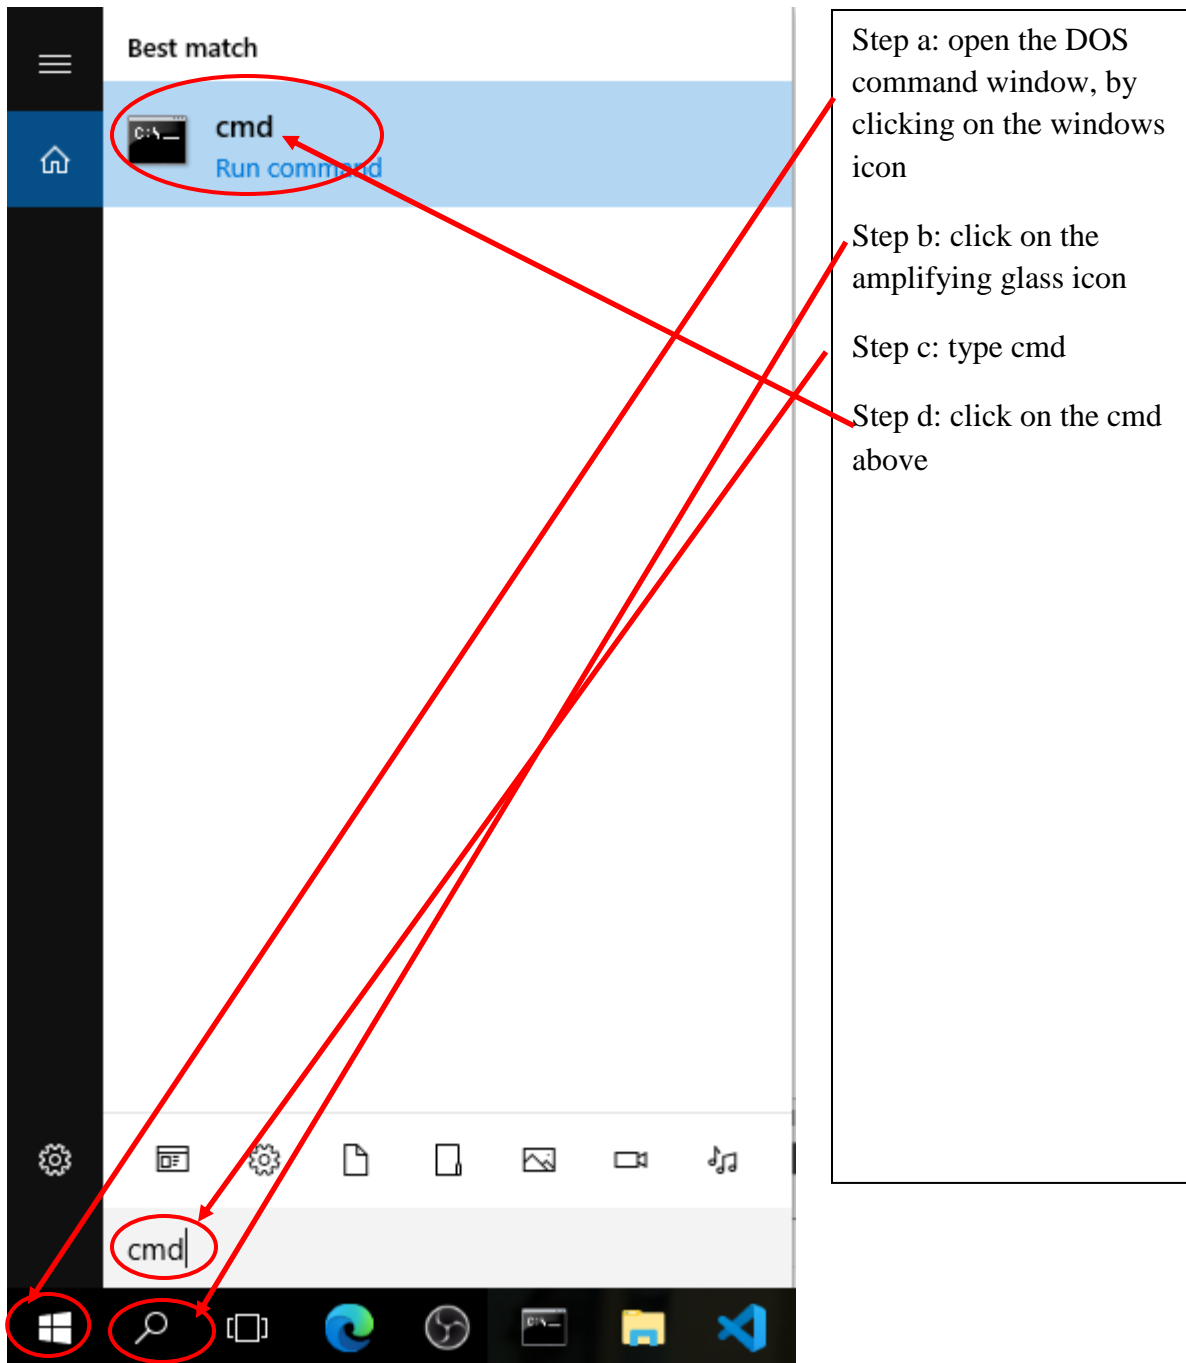 Best match
cmd
Run command
cmd
Step a: open the DOS
command window, by
clicking on the windows
icon
Step b: click on the
amplifying glass icon
Step c: type cmd
Step d: click on the cmd
above